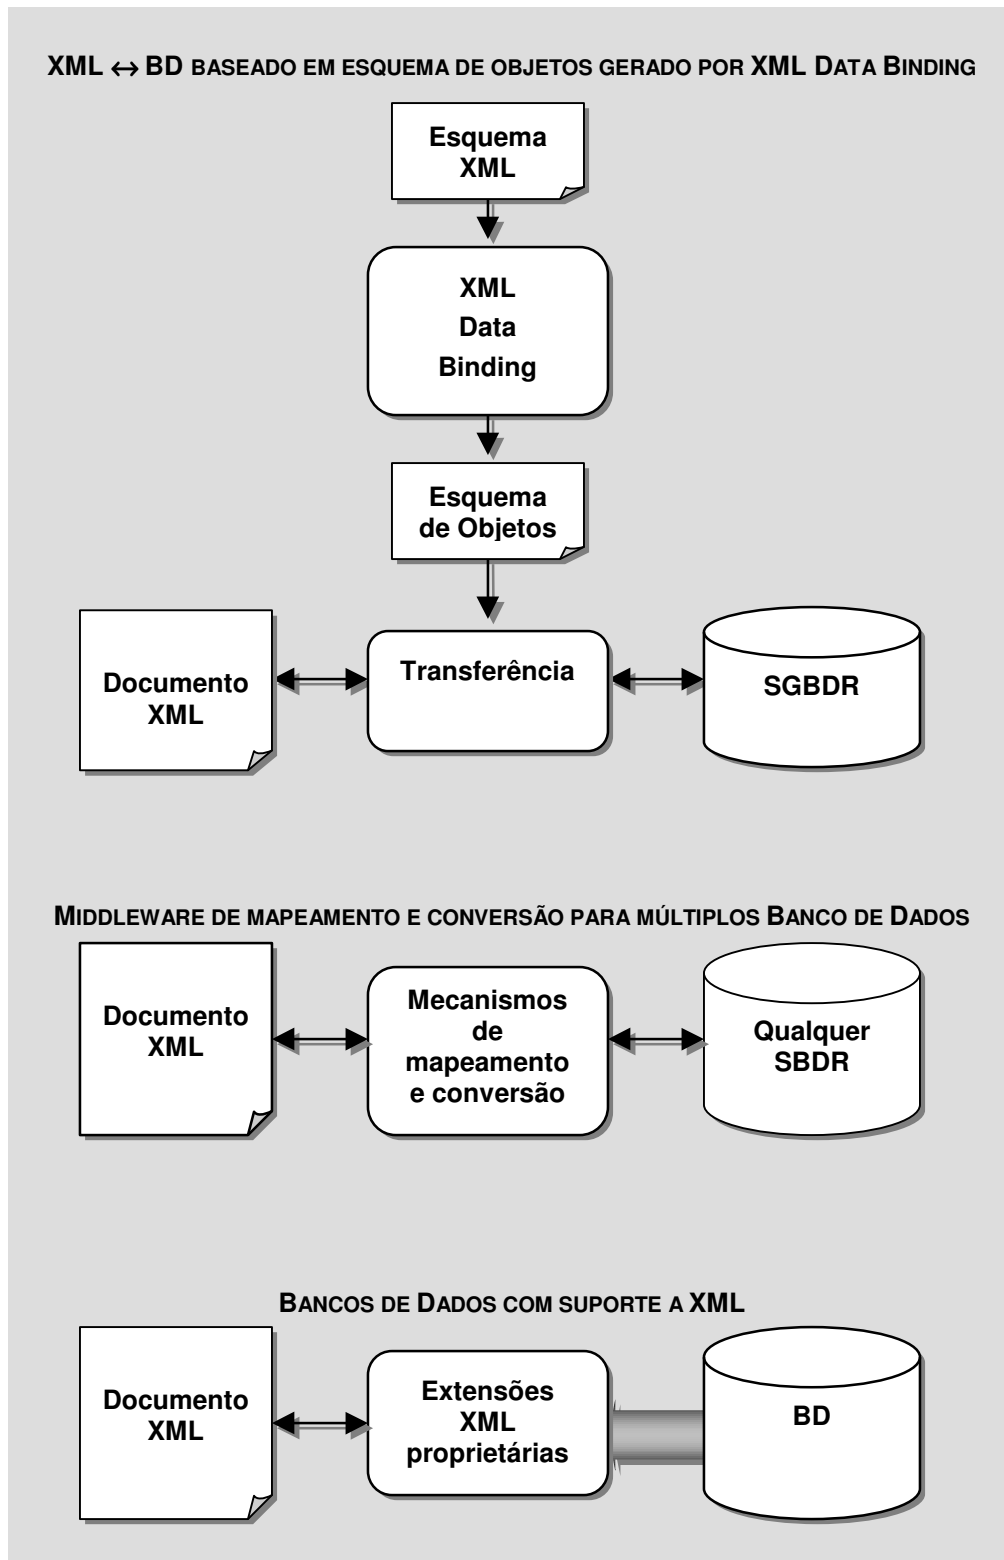 XML ↔ BD BASEADO EM ESQUEMA DE OBJETOS GERADO POR XML DATA BINDING
Esquema
XML
XML
Data
Binding
Esquema
de Objetos
Documento
XML
Transferência
SGBDR
MIDDLEWARE DE MAPEAMENTO E CONVERSÃO PARA MÚLTIPLOS BANCO DE DADOS
Documento
XML
Mecanismos
de
mapeamento
e conversão
Qualquer
SBDR
BANCOS DE DADOS COM SUPORTE A XML
Documento
XML
Extensões
XML
proprietárias
BD